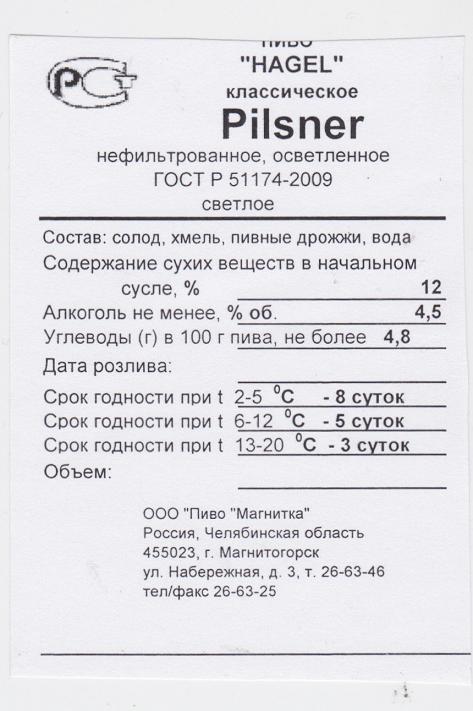 ПИВО
"HAGEL"
классическое
Pilsner
нефильтрованное, осветленное
ГОСТ Р 51174-2009
светлое
Состав: солод, хмель, пивные дрожжи, вода
Содержание сухих веществ в начальном
сусле, % 12
Алкоголь не менее, % об. 4,5
Углеводы (г) в 100 г пива, не более 4,8
Дата розлива:
Срок годности при t 2-5 ⁰C - 8 суток
Срок годности при t 6-12 ⁰C - 5 суток
Срок годности при t 13-20 ⁰C - 3 суток
Объем:
ООО "Пиво "Магнитка"
Россия, Челябинская область
455023, г. Магнитогорск
ул. Набережная, д. 3, т. 26-63-46
тел/факс 26-63-25